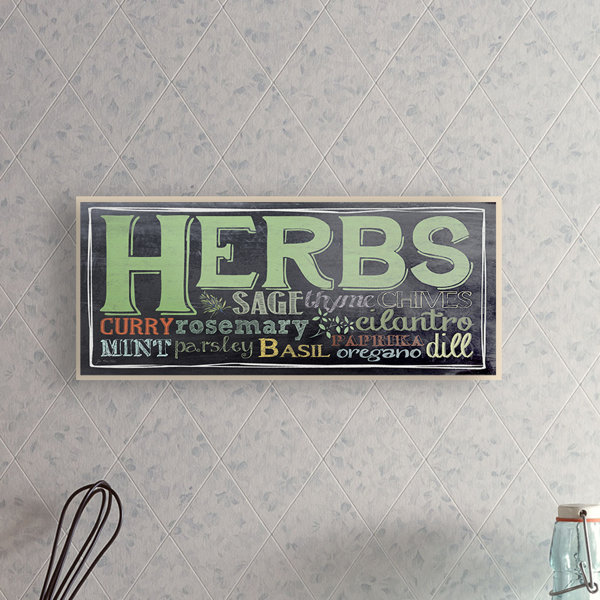 HERBS
SAGE thyme CHIVES
CURRY rosemary cilantro
MINT parsley BASIL PAPRIKA oregano dill